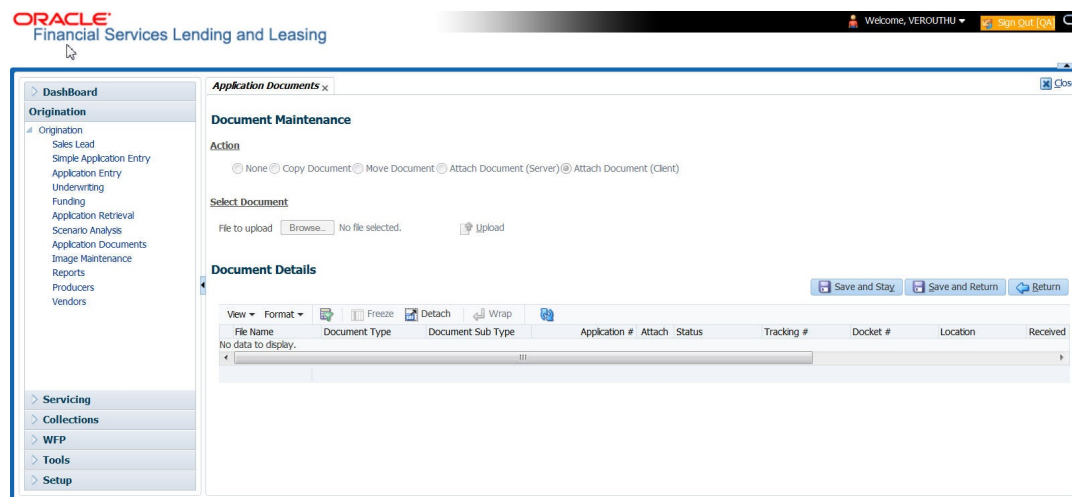 ORACLE
Financial Services Lending and Leasing
Welcome, VEROUTHU
Sign Out [QA]
DashBoard
Origination
Origination
Sales Lead
Simple Application Entry
Application Entry
Underwriting
Funding
Application Retrieval
Scenario Analysis
Application Documents
Image Maintenance
Reports
Producers
Vendors
Servicing
Collections
WFP
Tools
Setup
Application Documents
Clos
Document Maintenance
Action
None Copy Document Move Document Attach Document (Server) Attach Document (Client)
Select Document
File to upload Browse... No file selected. Upload
Document Details
Save and Stay Save and Return Return
View Format Freeze Detach Wrap
File Name Document Type Document Sub Type Application # Attach Status Tracking # Docket # Location Received
No data to display.